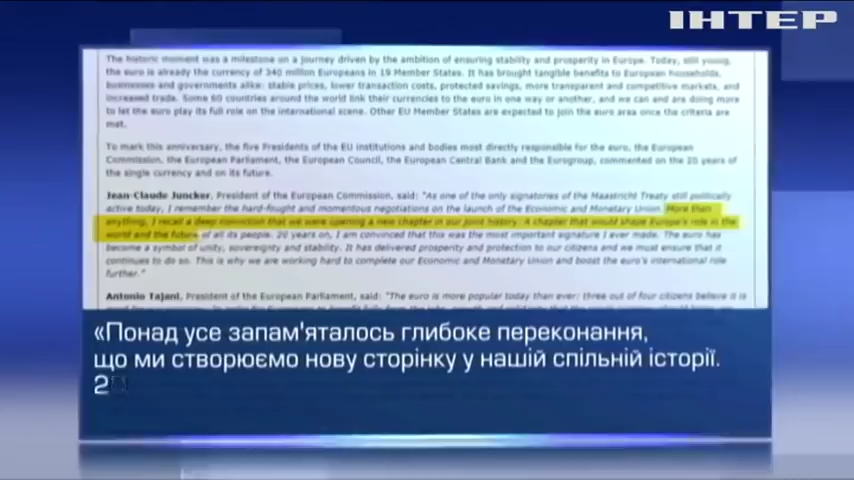 ІНТЕР
The historic moment was a milestone on a journey driven by the ambition of ensuring stability and prosperity in Europe. Today, still young,
the euro is already the currency of 340 million Europeans in 19 Member States. It has brought tangible benefits to European households,
businesses and governments alike: stable prices, lower transaction costs, protected savings, more transparent and competitive markets, and
increased trade. Some 60 countries around the world link their currencies to the euro in one way or another, and we can and are doing more
to let the euro play its full role on the international scene. Other EU Member States are expected to join the euro area once the criteria are
met.
To mark this anniversary, the five Presidents of the EU institutions and bodies most directly responsible for the euro, the European
Commission, the European Parliament, the European Council, the European Central Bank and the Eurogroup, commented on the 20 years of
the single currency and on its future.
Jean-Claude Juncker, President of the European Commission, said: "As one of the only signatories of the Maastricht Treaty still politically
active today, I remember the hard-fought and momentous negotiations on the launch of the Economic and Monetary Union. More than
anything, I recall a deep conviction that we were opening a new chapter in our joint history. A chapter that would shape Europe's role in the
world and the future of all its people. 20 years on, I am convinced that this was the most important signature I ever made. The euro has
become a symbol of unity, sovereignty and stability. It has delivered prosperity and protection to our citizens and we must ensure that it
continues to do so. This is why we are working hard to complete our Economic and Monetary Union and boost the euro's international role
further."
Antonio Tajani, President of the European Parliament, said: "The euro is more popular today than ever: three out of four citizens believe it is
«Понад усе запам'яталось глибоке переконання,
що ми створюємо нову сторінку у нашій спільній історії.
2